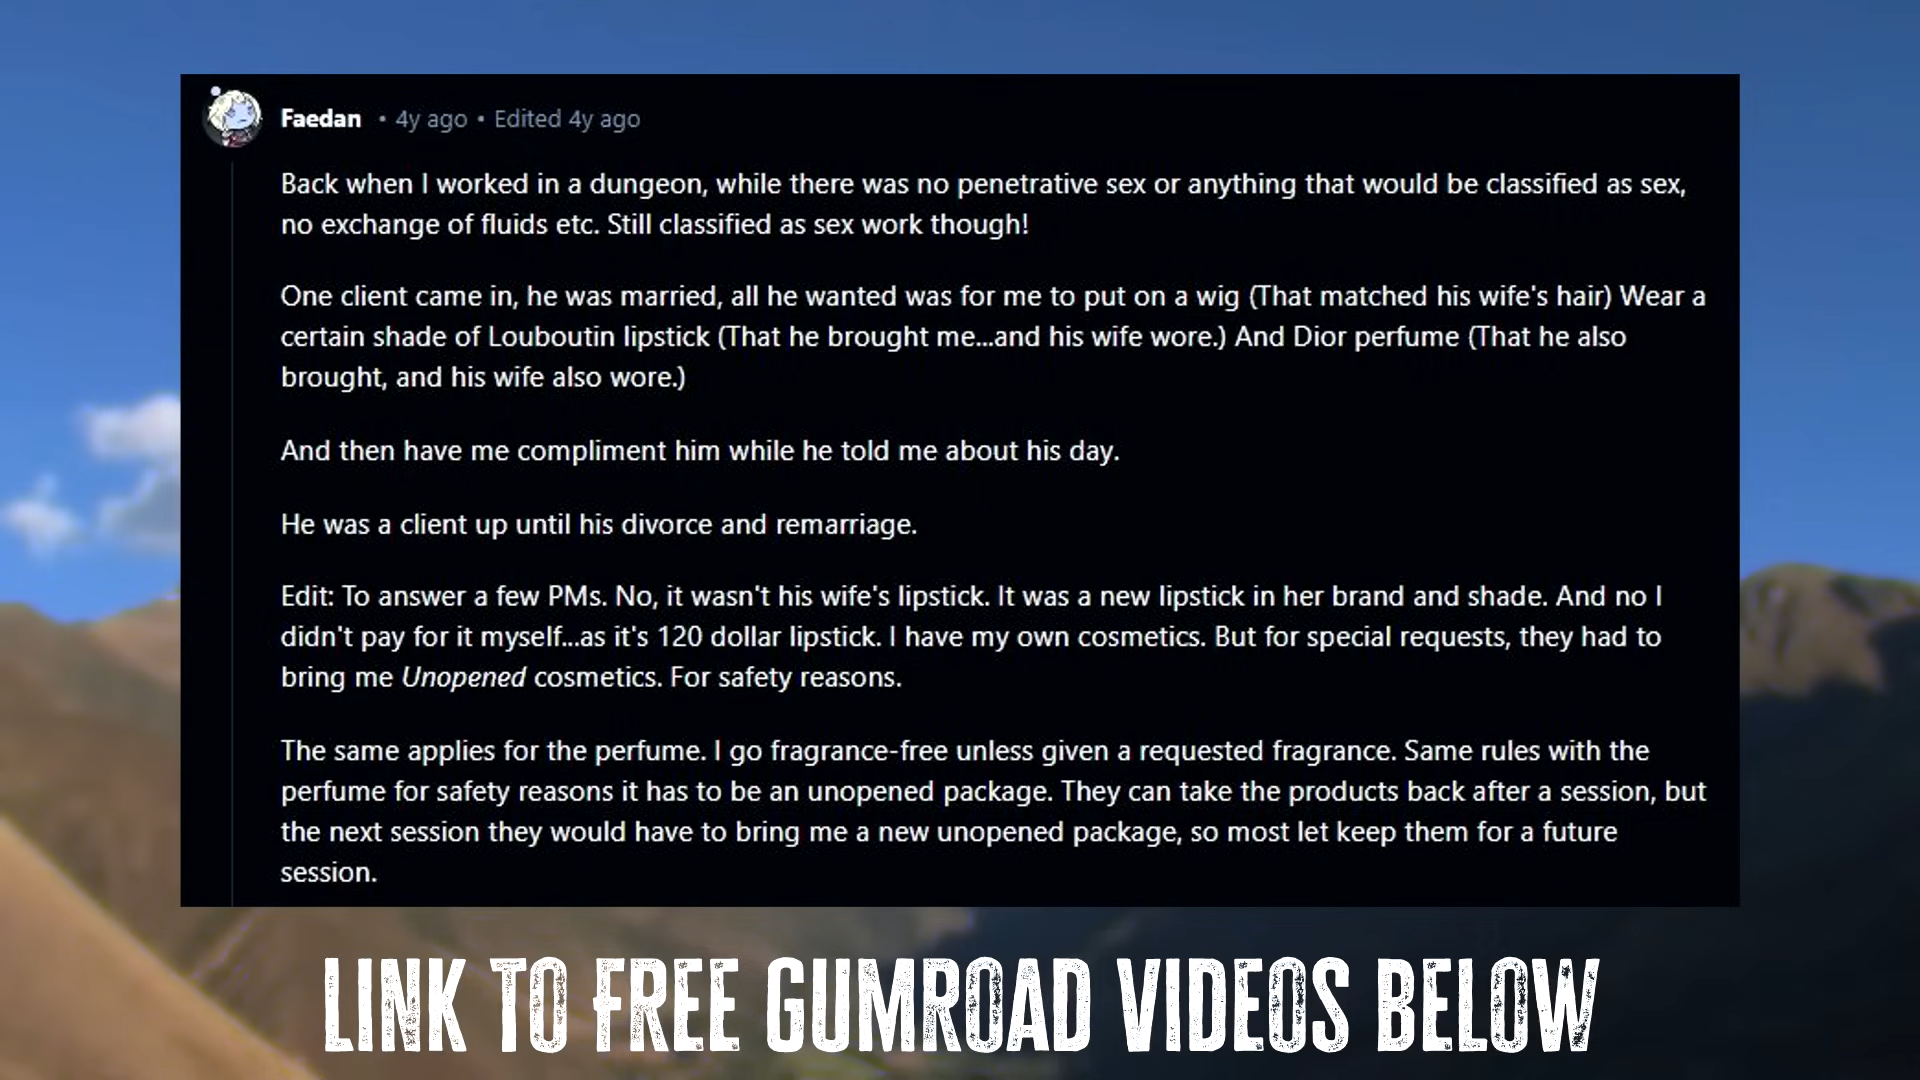 Faedan • 4y ago • Edited 4y ago
Back when I worked in a dungeon, while there was no penetrative sex or anything that would be classified as sex,
no exchange of fluids etc. Still classified as sex work though!
One client came in, he was married, all he wanted was for me to put on a wig (That matched his wife's hair) Wear a
certain shade of Louboutin lipstick (That he brought me...and his wife wore.) And Dior perfume (That he also
brought, and his wife also wore.)
And then have me compliment him while he told me about his day.
He was a client up until his divorce and remarriage.
Edit: To answer a few PMs. No, it wasn't his wife's lipstick. It was a new lipstick in her brand and shade. And no I
didn't pay for it myself...as it's 120 dollar lipstick. I have my own cosmetics. But for special requests, they had to
bring me Unopened cosmetics. For safety reasons.
The same applies for the perfume. I go fragrance-free unless given a requested fragrance. Same rules with the
perfume for safety reasons it has to be an unopened package. They can take the products back after a session, but
the next session they would have to bring me a new unopened package, so most let keep them for a future
session.
LINK TO FREE GUMROAD VIDEOS BELOW